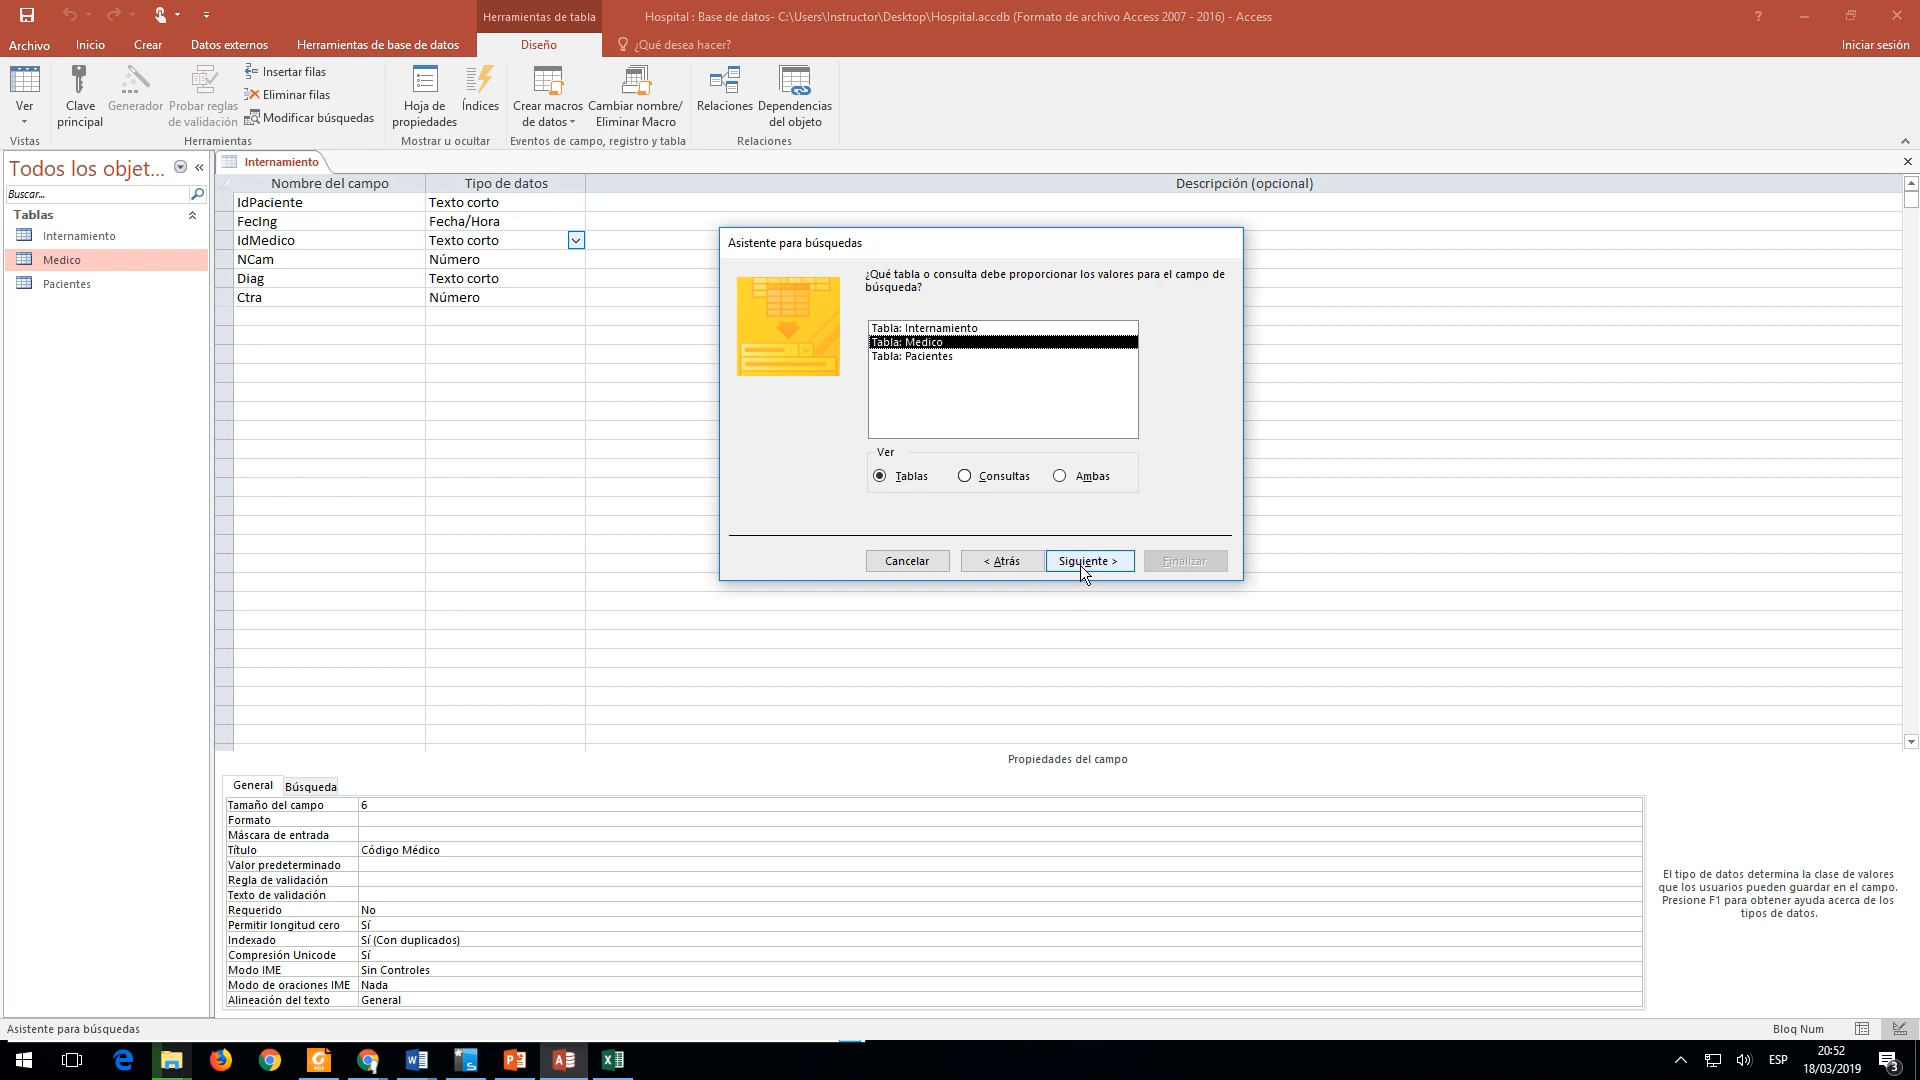 Herramientas de tabla
Hospital : Base de datos- C:\Users\Instructor\Desktop\Hospital.accdb (Formato de archivo Access 2007 - 2016) - Access
?
Archivo
Inicio
Crear
Datos externos
Herramientas de base de datos
Diseño
¿Qué desea hacer?
Iniciar sesión
Ver
Clave principal
Generador
Probar reglas de validación
Insertar filas
Eliminar filas
Modificar búsquedas
Hoja de propiedades
Índices
Crear macros de datos
Cambiar nombre/ Eliminar Macro
Relaciones
Dependencias del objeto
Vistas
Herramientas
Mostrar u ocultar
Eventos de campo, registro y tabla
Relaciones
Todos los objet...
Buscar...
Tablas
Internamiento
Medico
Pacientes
Internamiento
Nombre del campo
Tipo de datos
Descripción (opcional)
IdPaciente Texto corto
FecIng Fecha/Hora
IdMedico Texto corto
NCam Número
Diag Texto corto
Ctra Número
Asistente para búsquedas
¿Qué tabla o consulta debe proporcionar los valores para el campo de
búsqueda?
Tabla: Internamiento
Tabla: Medico
Tabla: Pacientes
Ver
Tablas
Consultas
Ambas
Cancelar
< Atrás
Siguiente >
Finalizar
Propiedades del campo
General
Búsqueda
Tamaño del campo 6
Formato
Máscara de entrada
Título Código Médico
Valor predeterminado
Regla de validación
Texto de validación
Requerido No
Permitir longitud cero Sí
Indexado Sí (Con duplicados)
Compresión Unicode Sí
Modo IME Sin Controles
Modo de oraciones IME Nada
Alineación del texto General
El tipo de datos determina la clase de valores
que los usuarios pueden guardar en el campo.
Presione F1 para obtener ayuda acerca de los
tipos de datos.
Asistente para búsquedas
Bloq Num
ESP
20:52
18/03/2019
3